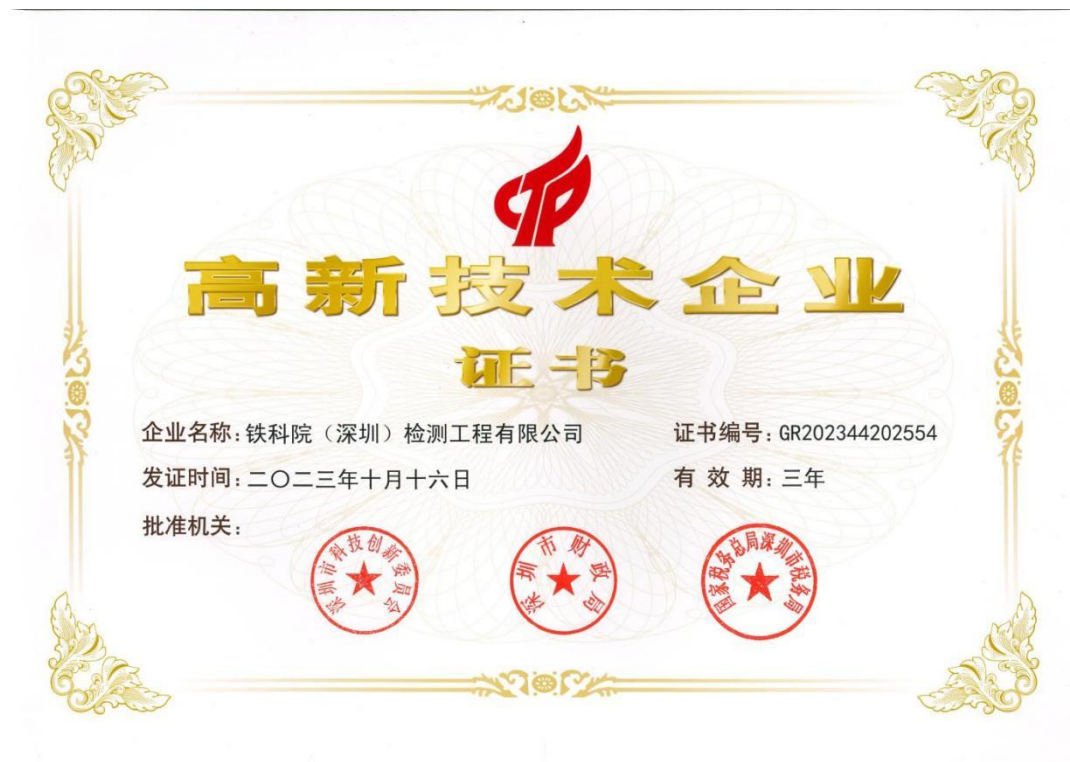 高新技术企业
证书
企业名称:铁科院（深圳）检测工程有限公司 证书编号:GR202344202554
发证时间:二〇二三年十月十六日 有 效 期:三年
批准机关:
深圳市科技创新委员会
深圳市财政局
国家税务总局深圳市税务局